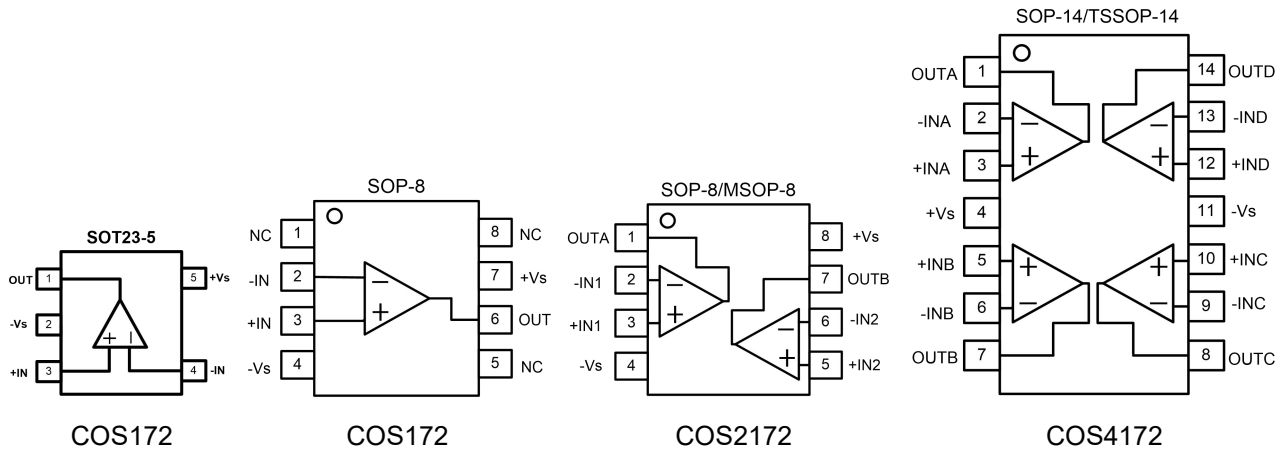 SOT23-5
OUT 1 5 +Vs
-Vs 2
+IN 3 4 -IN
COS172
SOP-8
NC 1 8 NC
-IN 2 7 +Vs
+IN 3 6 OUT
-Vs 4 5 NC
COS172
SOP-8/MSOP-8
OUTA 1 8 +Vs
-IN1 2 7 OUTB
+IN1 3 6 -IN2
-Vs 4 5 +IN2
COS2172
SOP-14/TSSOP-14
OUTA 1 14 OUTD
-INA 2 13 -IND
+INA 3 12 +IND
+Vs 4 11 -Vs
+INB 5 10 +INC
-INB 6 9 -INC
OUTB 7 8 OUTC
COS4172